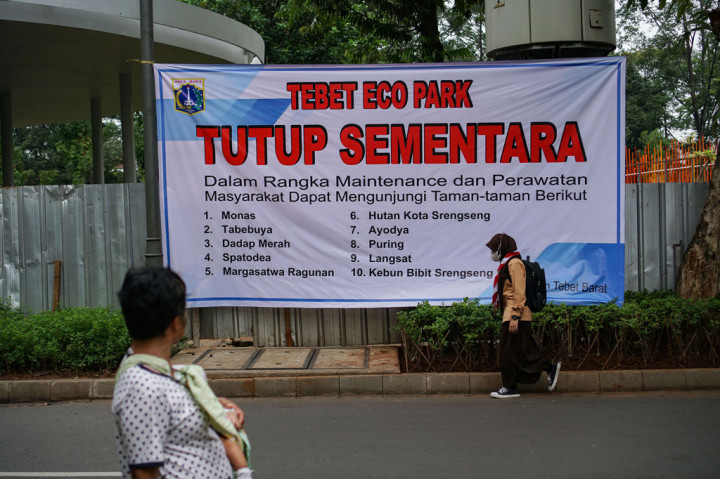 TEBET ECO PARK
TUTUP SEMENTARA
Dalam Rangka Maintenance dan Perawatan
Masyarakat Dapat Mengunjungi Taman-taman Berikut
1. Monas
2. Tabebuya
3. Dadap Merah
4. Spatodea
5. Margasatwa Ragunan
6. Hutan Kota Srengseng
7. Ayodya
8. Puring
9. Langsat
10. Kebun Bibit Srengseng
Tebet Barat